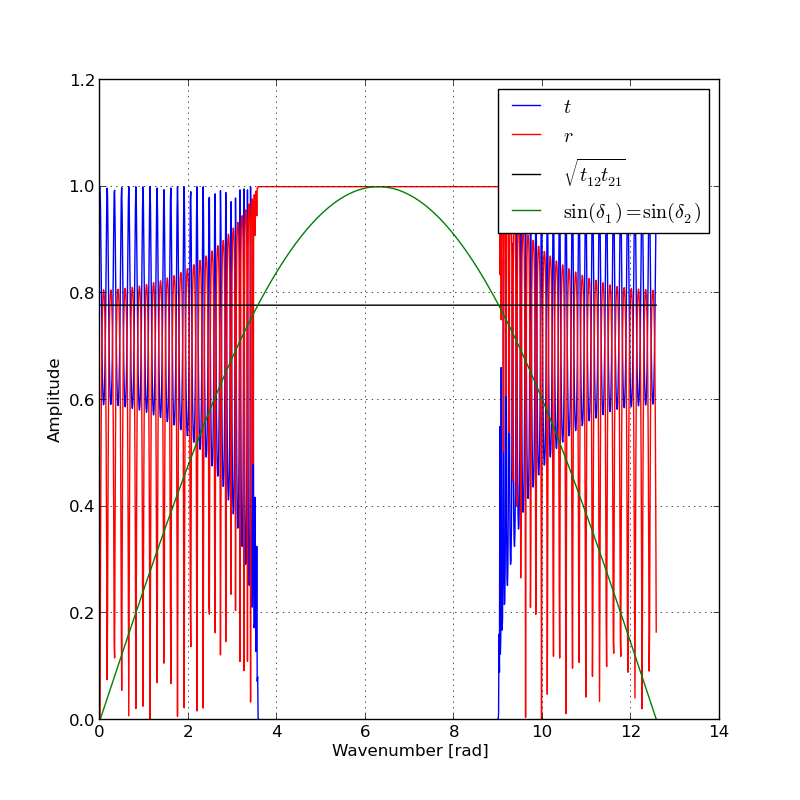 1.2
1.0
0.8
0.6
0.4
0.2
0.0
Amplitude
t
r
√t₁₂t₂₁
sin(δ₁)=sin(δ₂)
0 2 4 6 8 10 12 14
Wavenumber [rad]